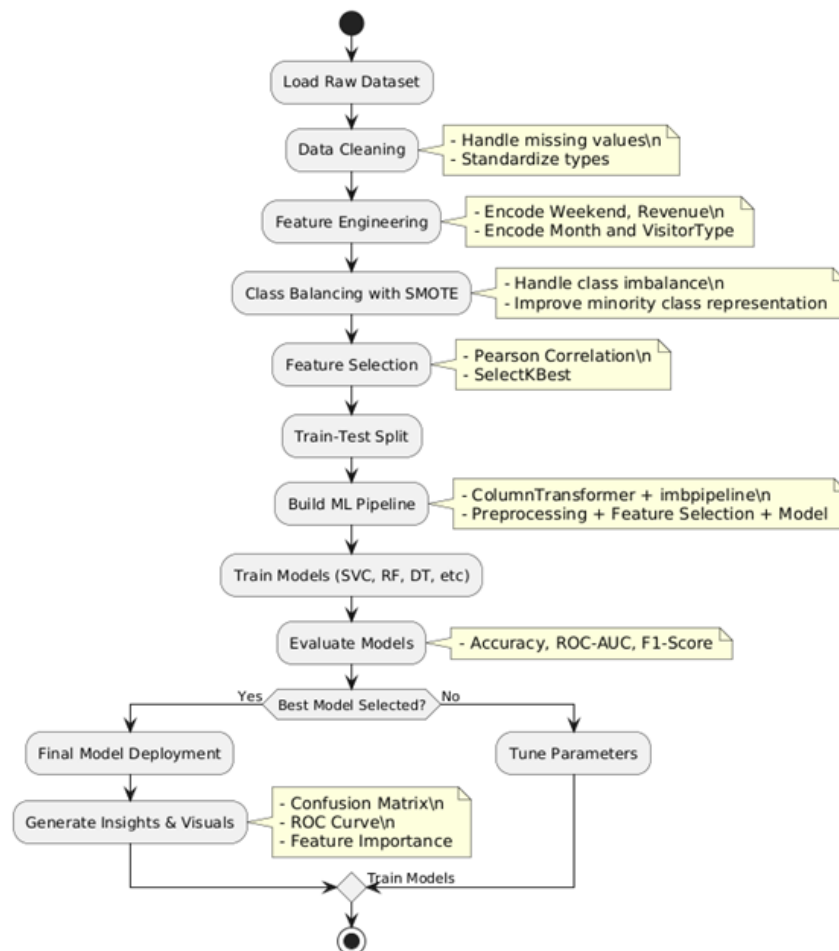 Load Raw Dataset
Data Cleaning
- Handle missing values\n
- Standardize types
Feature Engineering
- Encode Weekend, Revenue\n
- Encode Month and VisitorType
Class Balancing with SMOTE
- Handle class imbalance\n
- Improve minority class representation
Feature Selection
- Pearson Correlation\n
- SelectKBest
Train-Test Split
Build ML Pipeline
- ColumnTransformer + imbpipeline\n
- Preprocessing + Feature Selection + Model
Train Models (SVC, RF, DT, etc)
Evaluate Models
- Accuracy, ROC-AUC, F1-Score
Yes
Best Model Selected?
No
Final Model Deployment
Tune Parameters
Generate Insights & Visuals
- Confusion Matrix\n
- ROC Curve\n
- Feature Importance
Train Models